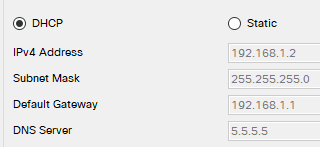 DHCP Static
IPv4 Address 192.168.1.2
Subnet Mask 255.255.255.0
Default Gateway 192.168.1.1
DNS Server 5.5.5.5